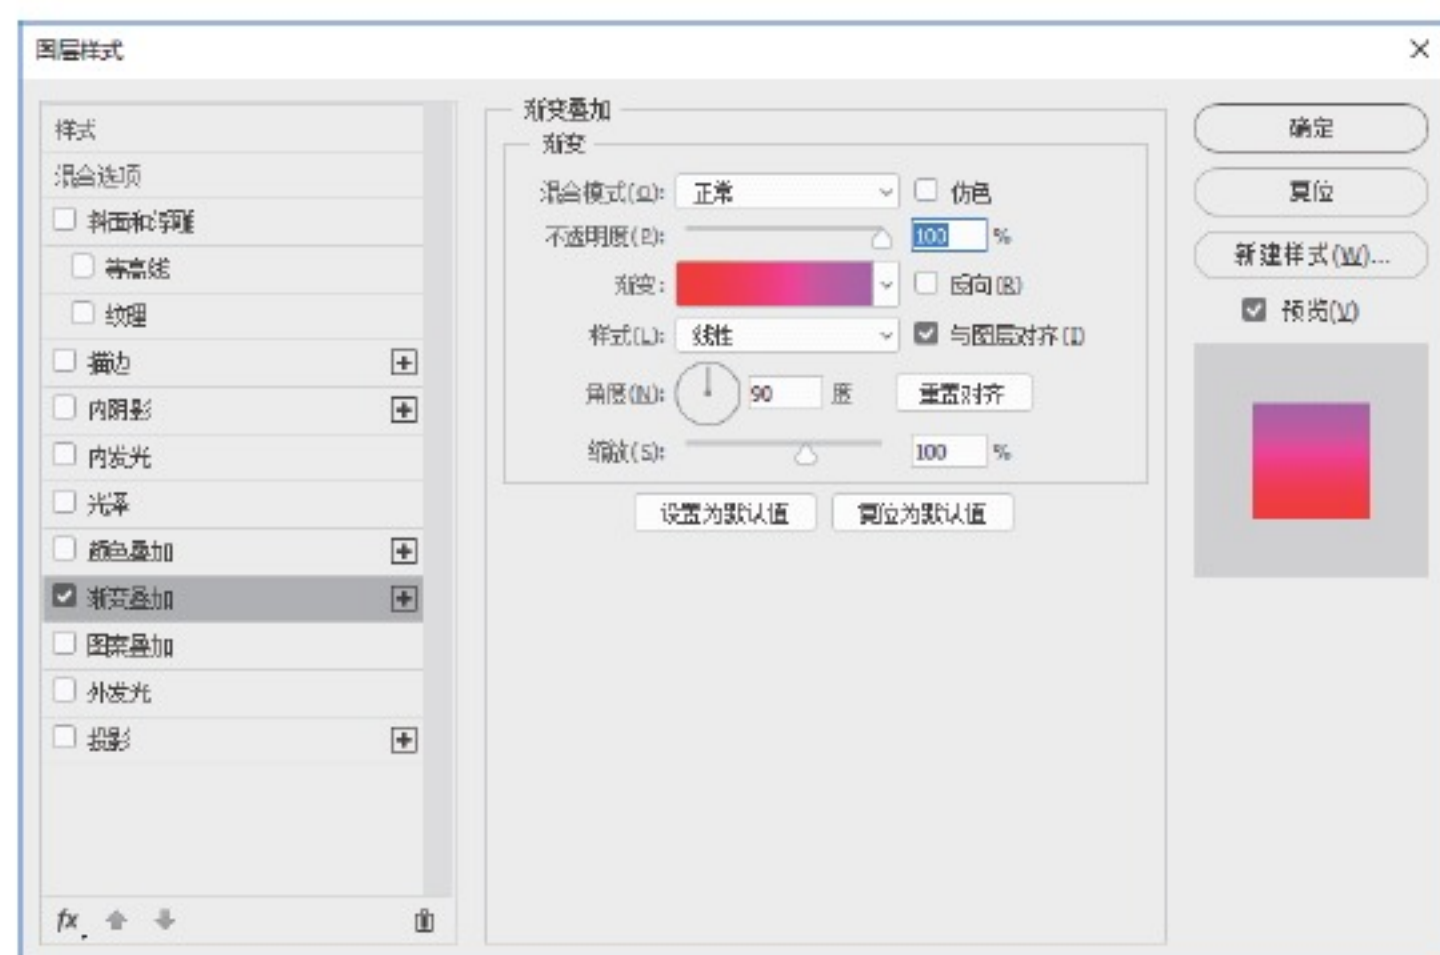 图层样式
样式
混合选项
斜面和浮雕
等高线
纹理
描边
内阴影
内发光
光泽
颜色叠加
渐变叠加
图案叠加
外发光
投影
fx
渐变叠加
渐变
混合模式(O): 正常 仿色
不透明度(P): 100 %
渐变: 反向(R)
样式(L): 线性 与图层对齐(I)
角度(N): 90 度 重置对齐
缩放(S): 100 %
设置为默认值 复位为默认值
确定
复位
新建样式(W)...
预览(V)